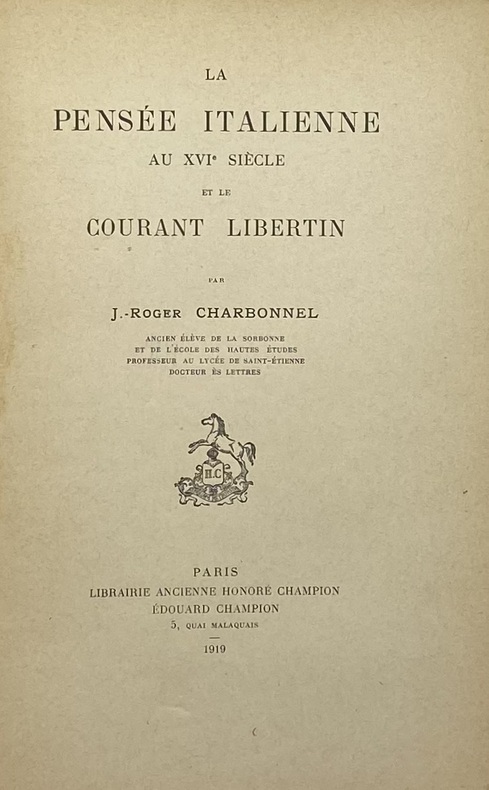 LA
PENSÉE ITALIENNE
AU XVIe SIÈCLE
ET LE
COURANT LIBERTIN
PAR
J.-ROGER CHARBONNEL
ANCIEN ÉLÈVE DE LA SORBONNE
ET DE L'ÉCOLE DES HAUTES ÉTUDES
PROFESSEUR AU LYCÉE DE SAINT-ÉTIENNE
DOCTEUR ÈS LETTRES
H.C
PARIS
LIBRAIRIE ANCIENNE HONORÉ CHAMPION
ÉDOUARD CHAMPION
5, QUAI MALAQUAIS
1919